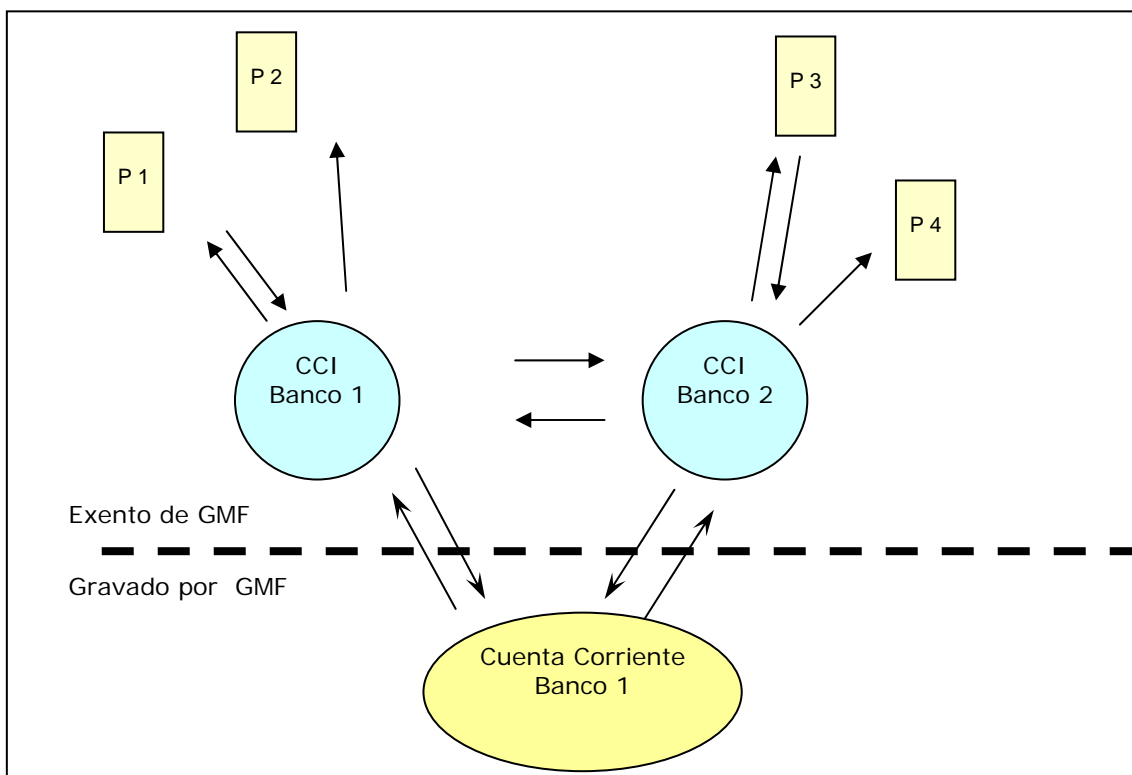 P 2
P 3
P 1
P 4
CCI
Banco 1
CCI
Banco 2
Exento de GMF
Gravado por GMF
Cuenta Corriente
Banco 1